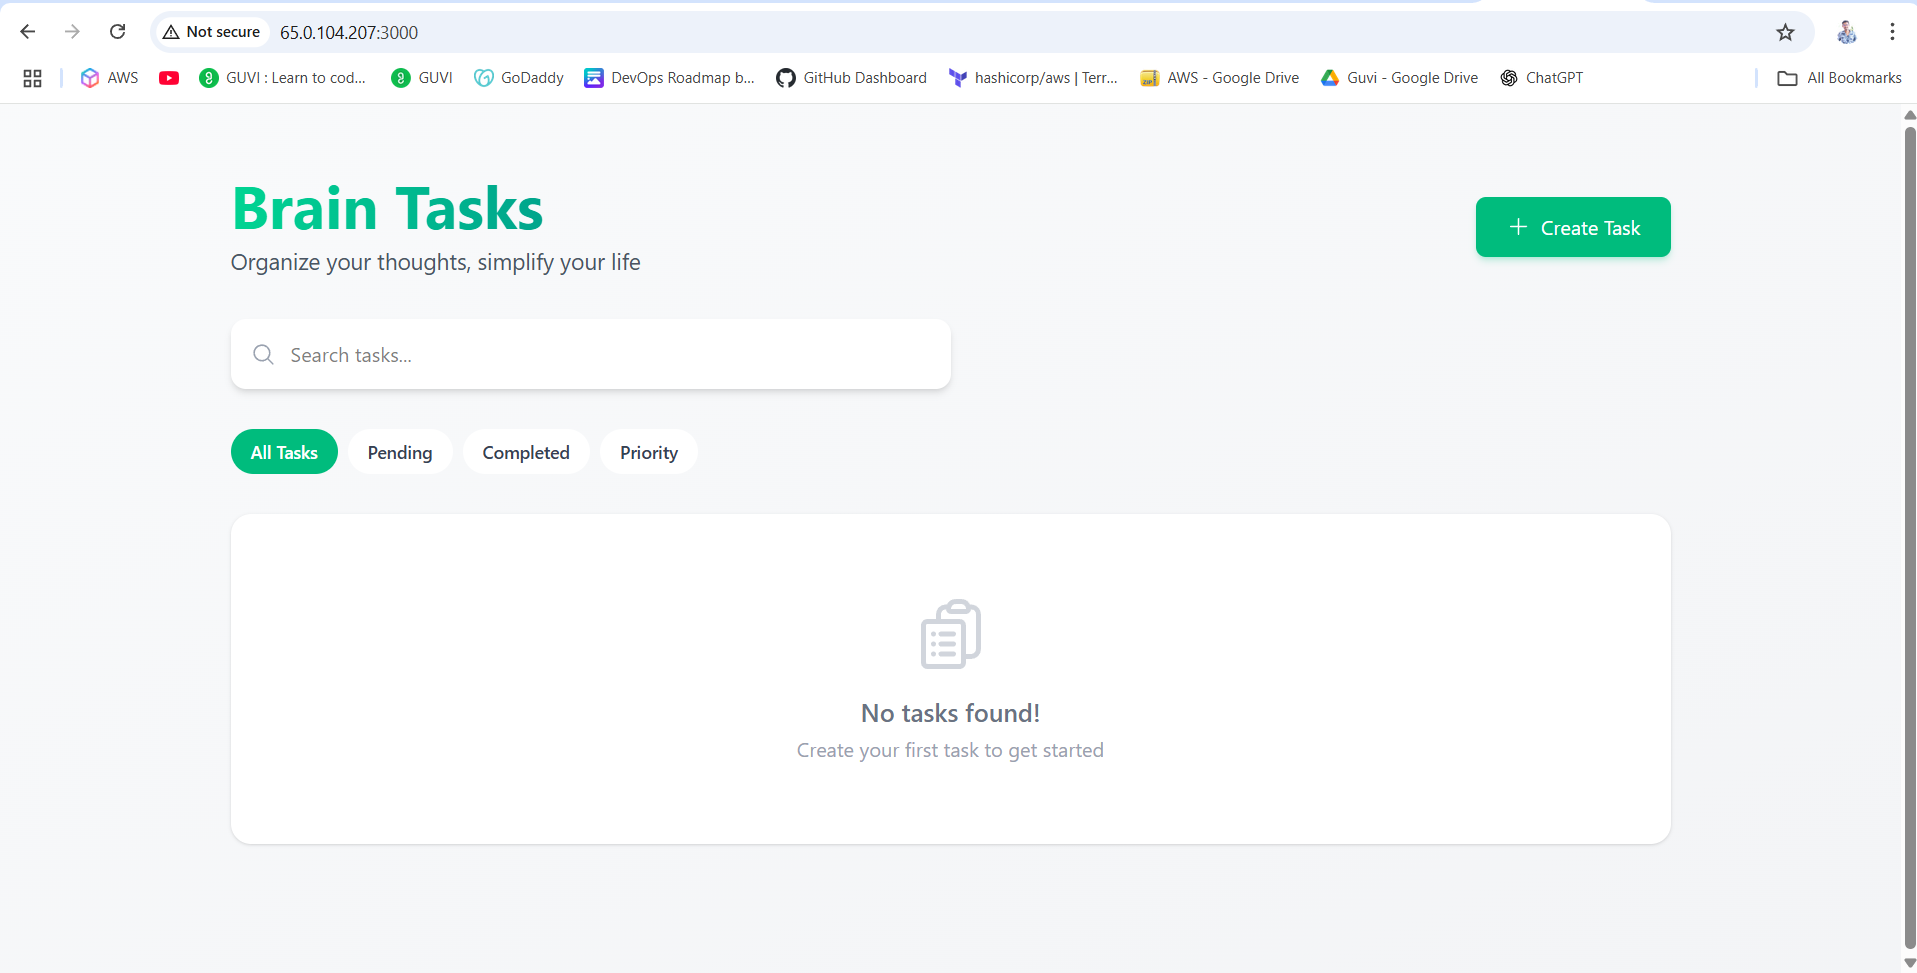 Not secure 65.0.104.207:3000
AWS GUVI : Learn to cod... GUVI GoDaddy DevOps Roadmap b... GitHub Dashboard hashicorp/aws | Terr... AWS - Google Drive Guvi - Google Drive ChatGPT All Bookmarks
Brain Tasks
Organize your thoughts, simplify your life
+ Create Task
Search tasks...
All Tasks Pending Completed Priority
No tasks found!
Create your first task to get started